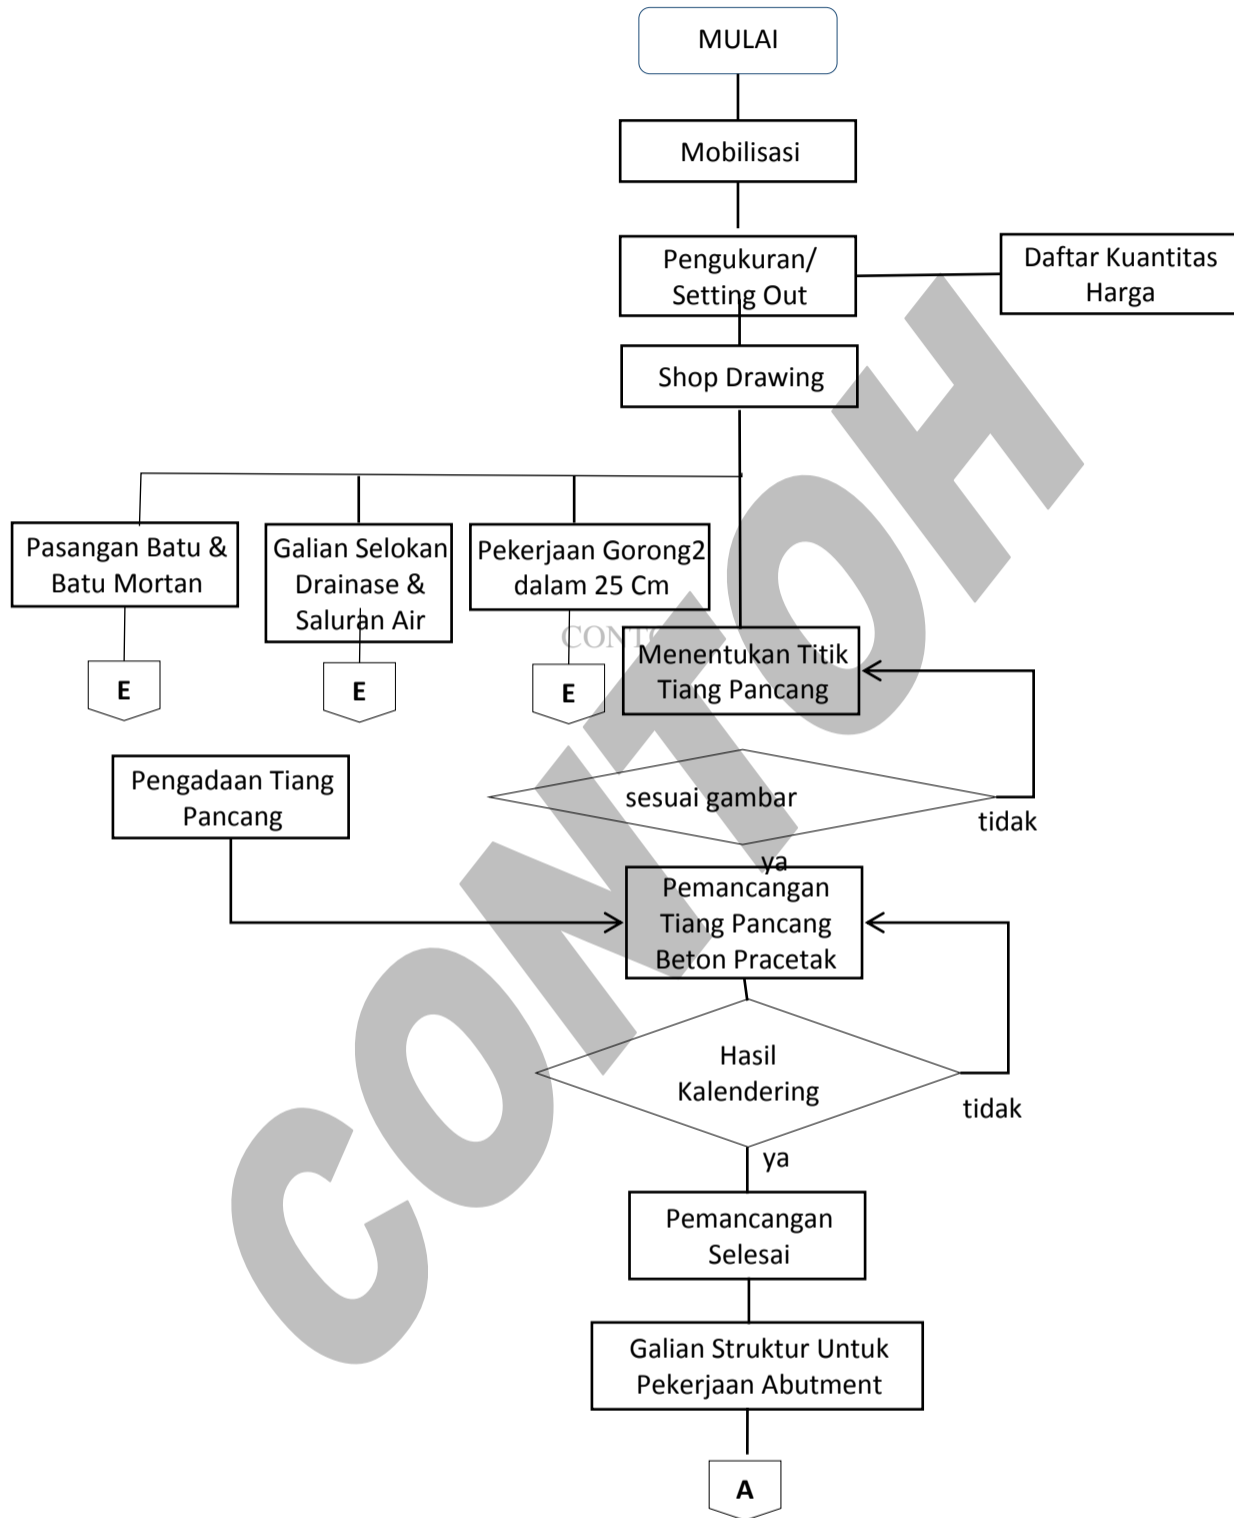 MULAI
Mobilisasi
Pengukuran/
Setting Out
Daftar Kuantitas
Harga
Shop Drawing
Pasangan Batu &
Batu Mortan
Galian Selokan
Drainase &
Saluran Air
Pekerjaan Gorong2
dalam 25 Cm
E
E
E
Menentukan Titik
Tiang Pancang
Pengadaan Tiang
Pancang
sesuai gambar
tidak
ya
Pemancangan
Tiang Pancang
Beton Pracetak
Hasil
Kalendering
tidak
ya
Pemancangan
Selesai
Galian Struktur Untuk
Pekerjaan Abutment
A
CONTOH